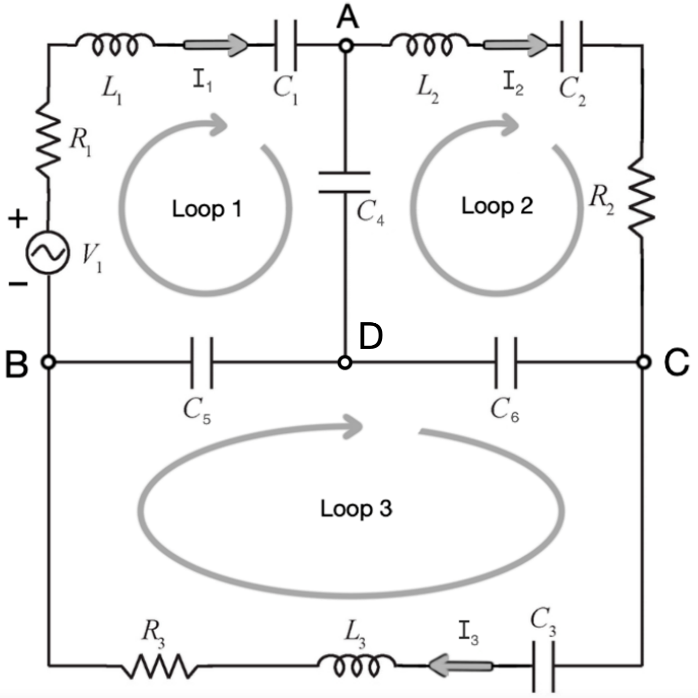 A
L₁
I₁
C₁
L₂
I₂
C₂
R₁
Loop 1
C₄
Loop 2
R₂
+
V₁
−
B
D
C
C₅
C₆
Loop 3
R₃
L₃
I₃
C₃